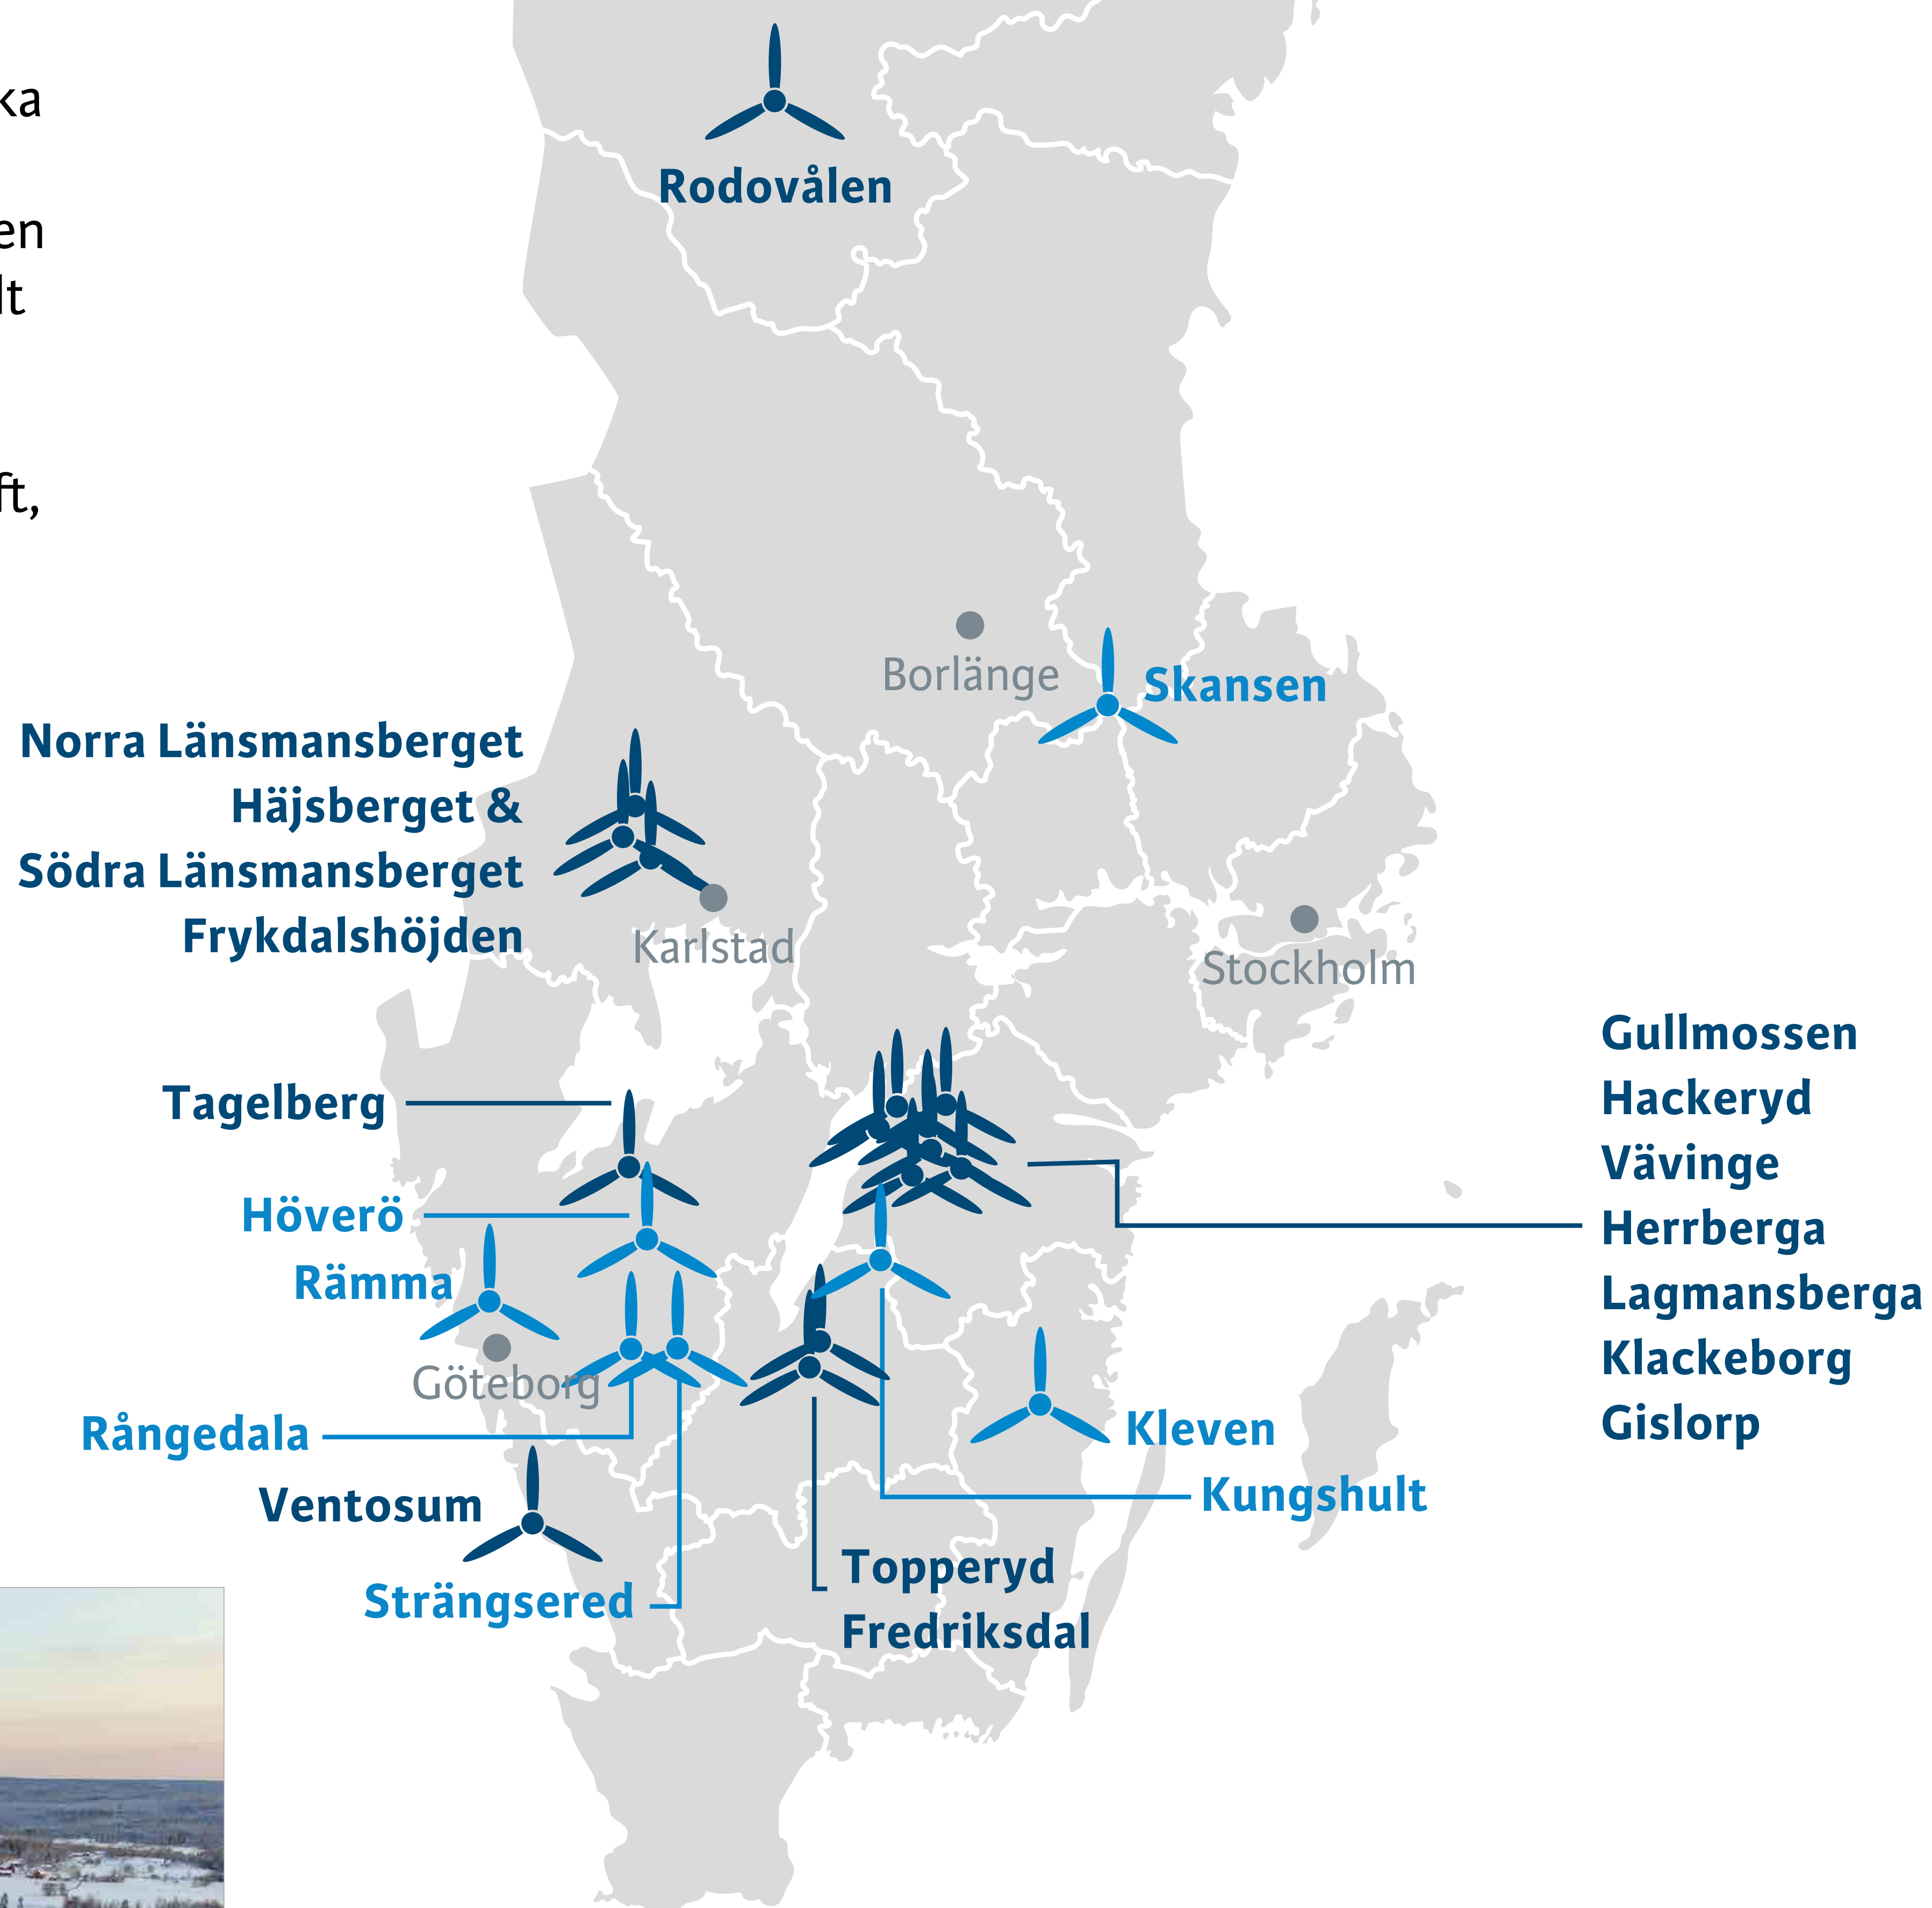 ka
en
lt
ft,
Rodovålen
Borlänge
Skansen
Norra Länsmansberget
Häjsberget &
Södra Länsmansberget
Frykdalshöjden
Karlstad
Stockholm
Gullmossen
Hackeryd
Vävinge
Herrberga
Lagmansberga
Klackeborg
Gislorp
Tagelberg
Höverö
Rämma
Göteborg
Rångedala
Kleven
Kungshult
Ventosum
Strängsered
Topperyd
Fredriksdal